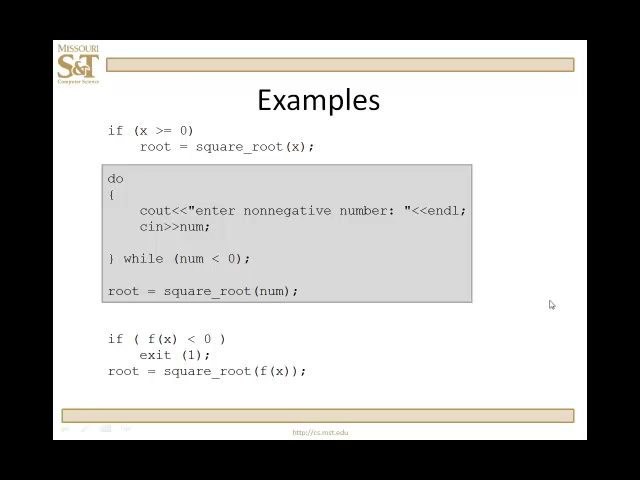 MISSOURI
S&T
Computer Science
Examples
if (x >= 0)
root = square_root(x);
do
{
cout<<"enter nonnegative number: "<<endl;
cin>>num;
} while (num < 0);
root = square_root(num);
if ( f(x) < 0 )
exit (1);
root = square_root(f(x));
http://cs.mst.edu